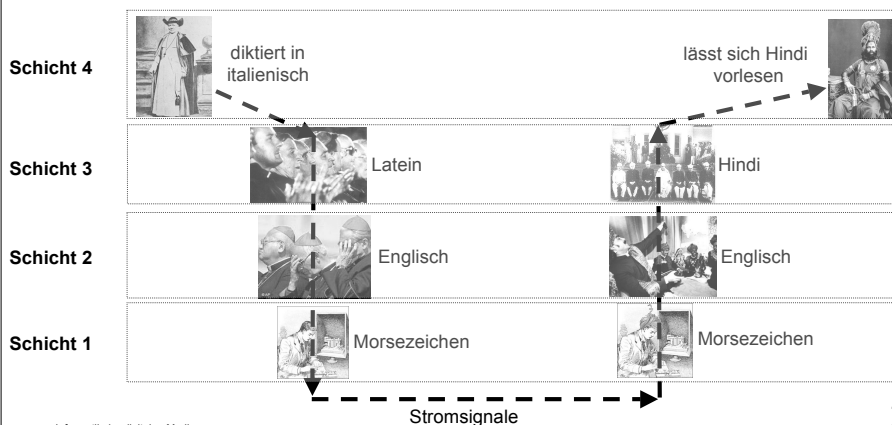 Schicht 4
diktiert in
italienisch
lässt sich Hindi
vorlesen
Schicht 3
Latein
Hindi
Schicht 2
Englisch
Englisch
Schicht 1
Morsezeichen
Morsezeichen
Stromsignale